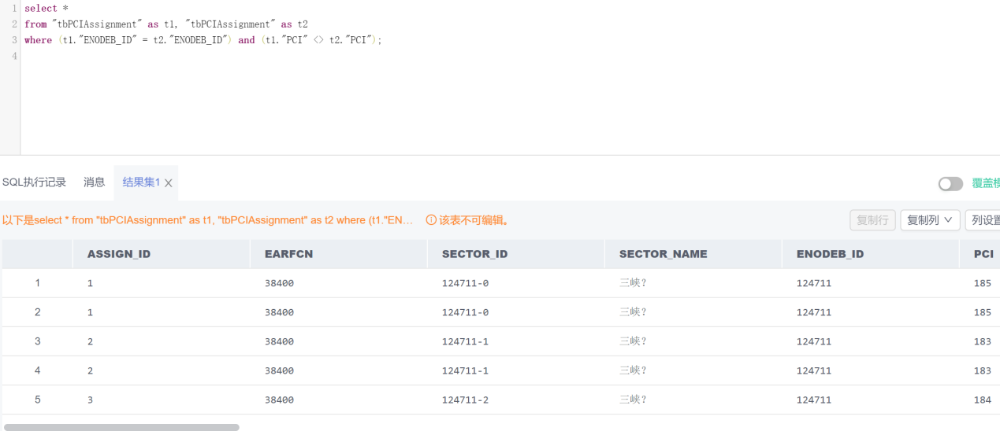 1 select *
2 from "tbPCIAssignment" as t1, "tbPCIAssignment" as t2
3 where (t1."ENODEB_ID" = t2."ENODEB_ID") and (t1."PCI" <> t2."PCI");
4
SQL执行记录 消息 结果集1 覆盖模
以下是select * from "tbPCIAssignment" as t1, "tbPCIAssignment" as t2 where (t1."EN... 该表不可编辑。 复制行 复制列 列设置
ASSIGN_ID EARFCN SECTOR_ID SECTOR_NAME ENODEB_ID PCI
1 1 38400 124711-0 三峡? 124711 185
2 1 38400 124711-0 三峡? 124711 185
3 2 38400 124711-1 三峡? 124711 183
4 2 38400 124711-1 三峡? 124711 183
5 3 38400 124711-2 三峡? 124711 184